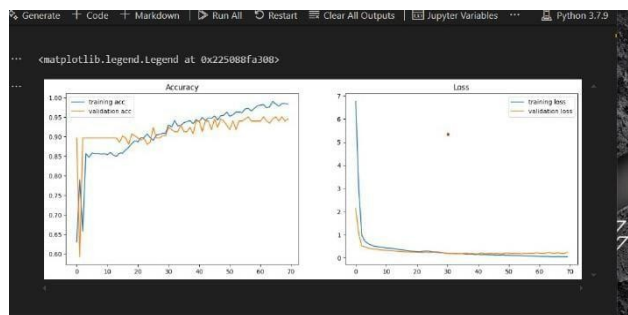 Generate + Code + Markdown | Run All Restart Clear All Outputs | Jupyter Variables ... Python 3.7.9
... <matplotlib.legend.Legend at 0x225088fa308>
...
Accuracy
training acc
validation acc
1.00
0.95
0.90
0.85
0.80
0.75
0.70
0.65
0.60
0 10 20 30 40 50 60 70
Loss
training loss
validation loss
7
6
5
4
3
2
1
0
0 10 20 30 40 50 60 70